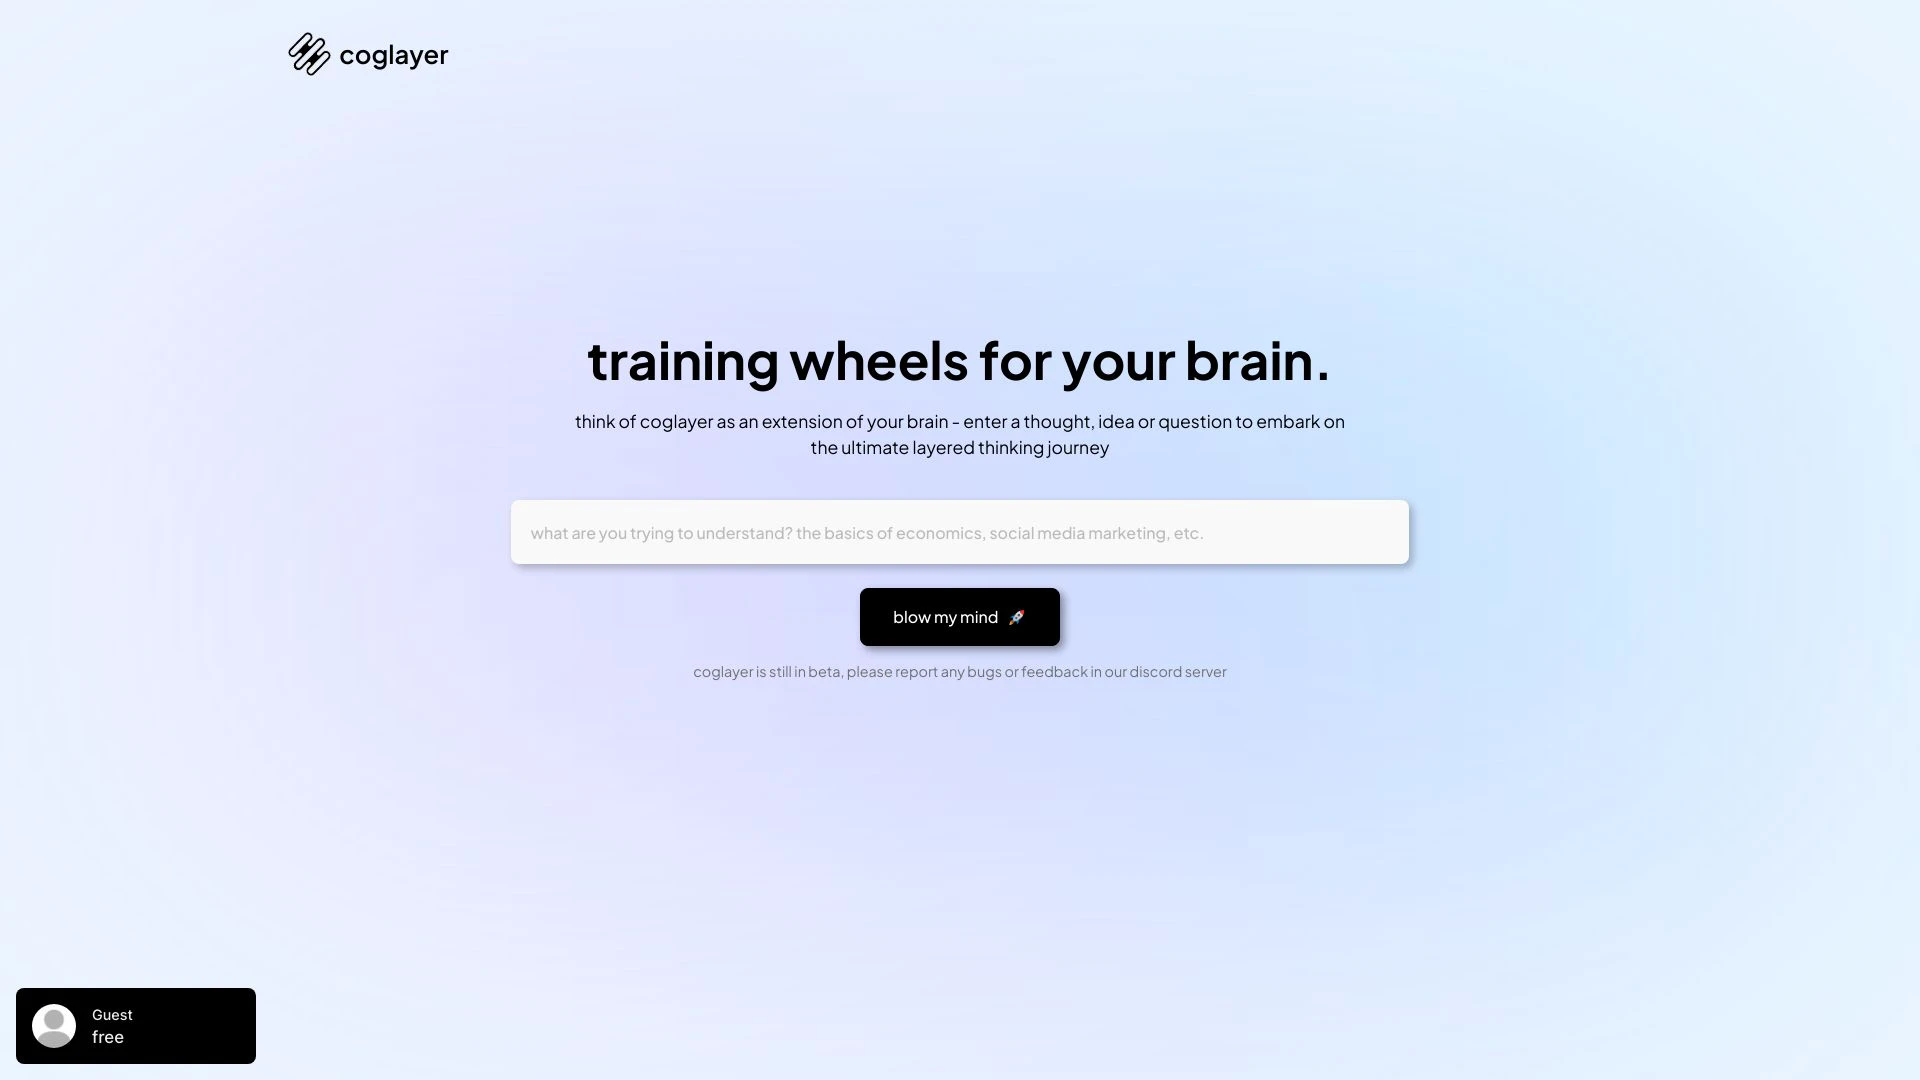 coglayer
training wheels for your brain.
think of coglayer as an extension of your brain - enter a thought, idea or question to embark on
the ultimate layered thinking journey
what are you trying to understand? the basics of economics, social media marketing, etc.
blow my mind 🚀
coglayer is still in beta, please report any bugs or feedback in our discord server
Guest
free